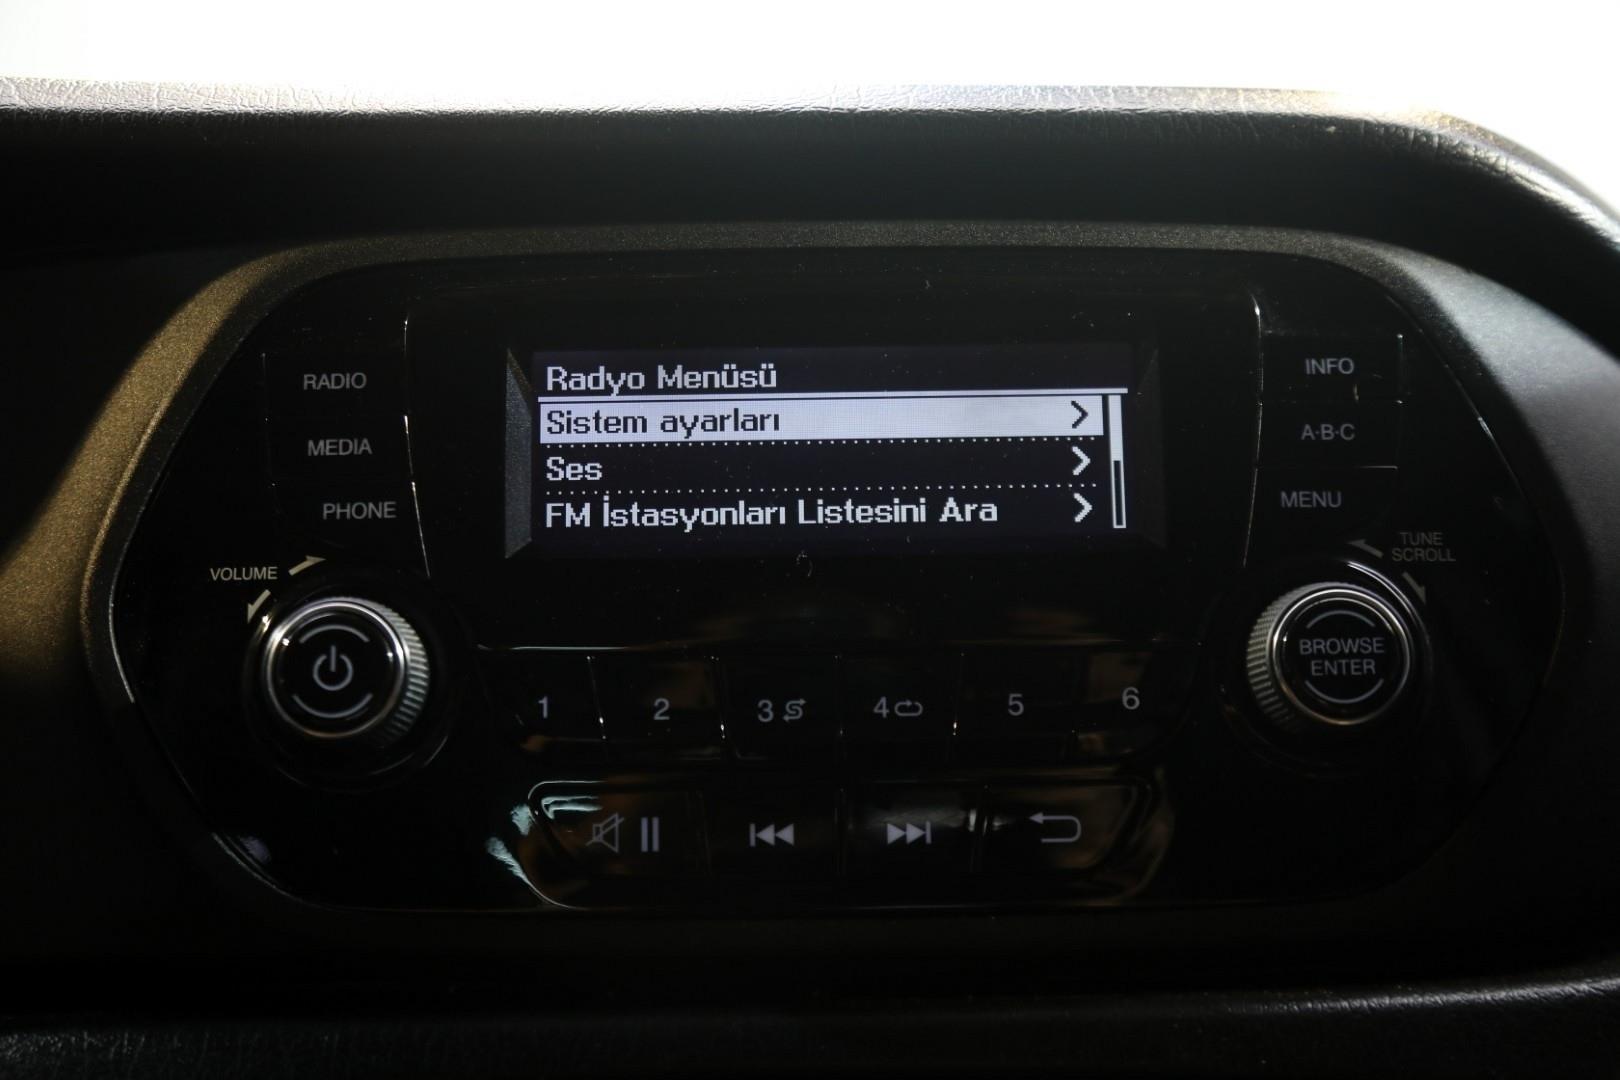 Radyo Menüsü
Sistem ayarları
Ses
FM İstasyonları Listesini Ara
RADIO
MEDIA
PHONE
VOLUME
INFO
A·B·C
MENU
TUNE
SCROLL
BROWSE
ENTER
1 2 3 4 5 6